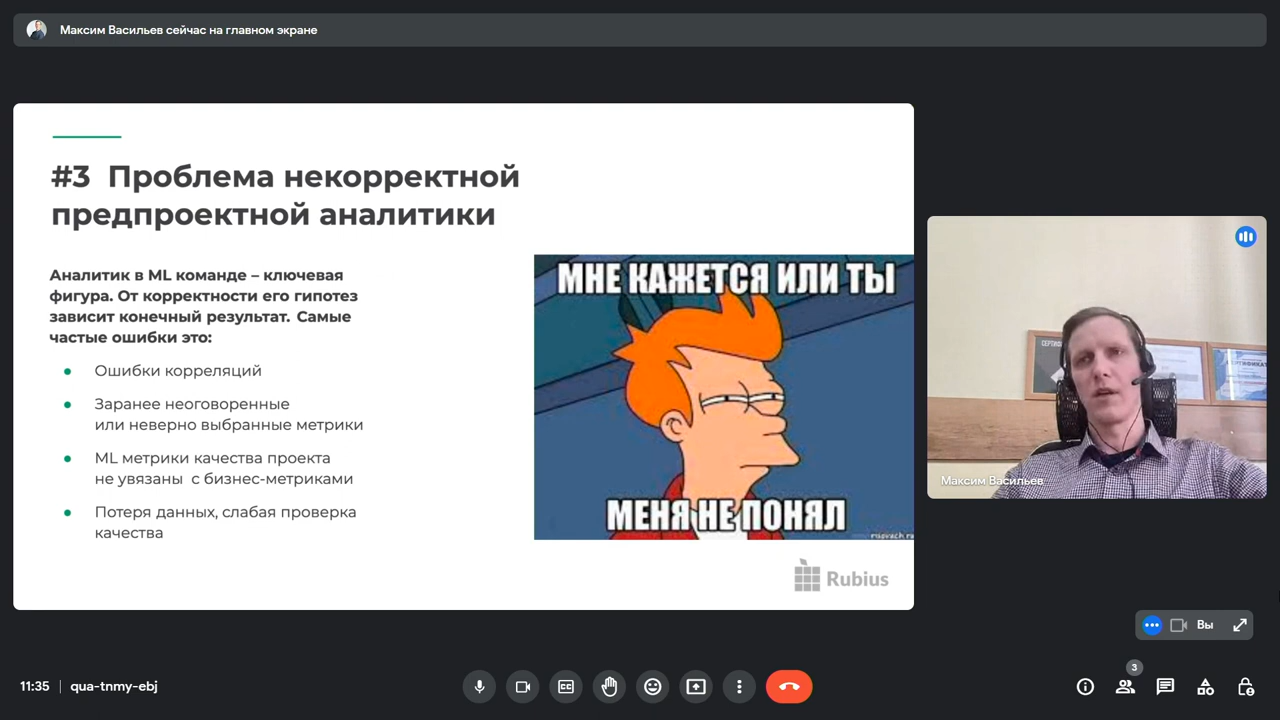 Максим Васильев сейчас на главном экране
#3 Проблема некорректной
предпроектной аналитики
Аналитик в ML команде – ключевая
фигура. От корректности его гипотез
зависит конечный результат. Самые
частые ошибки это:
Ошибки корреляций
Заранее неоговоренные
или неверно выбранные метрики
ML метрики качества проекта
не увязаны с бизнес-метриками
Потеря данных, слабая проверка
качества
МНЕ КАЖЕТСЯ ИЛИ ТЫ
МЕНЯ НЕ ПОНЯЛ
Rubius
Максим Васильев
Вы
3
11:35
qua-tnmy-ebj